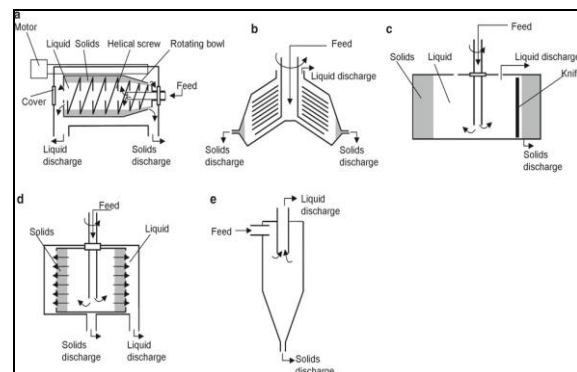 a
Motor
Liquid Solids Helical screw Rotating bowl
Feed
Cover
Liquid discharge
Solids discharge
b
Feed
Liquid discharge
Solids discharge
Solids discharge
c
Feed
Solids Liquid Liquid discharge
Knif
Solids discharge
d
Feed
Solids
Liquid
Solids discharge
Liquid discharge
e
Liquid discharge
Feed
Solids discharge